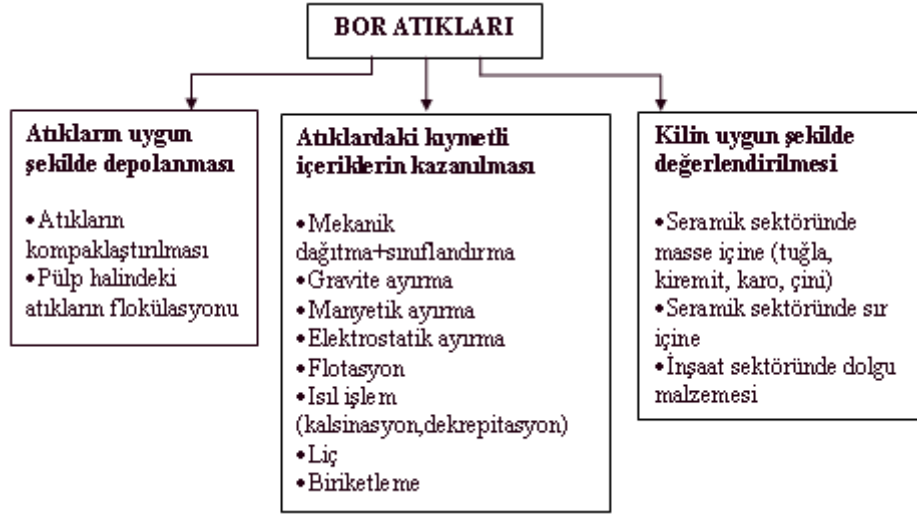 BOR ATIKLARI
Atıkların uygun
şekilde depolanması
•Atıkların
kompaklaştırılması
•Pülp halindeki
atıkların flokülasyonu
Atıklardaki kıymetli
içeriklerin kazanılması
•Mekanik
dağıtma+sınıflandırma
•Gravite ayırma
•Manyetik ayırma
•Elektrostatik ayırma
•Flotasyon
•Isıl işlem
(kalsinasyon,dekrepitasyon)
•Liç
•Biriketleme
Kilin uygun şekilde
değerlendirilmesi
•Seramik sektöründe
masse içine (tuğla,
kiremit, karo, çini)
•Seramik sektöründe sır
içine
•İnşaat sektöründe dolgu
malzemesi